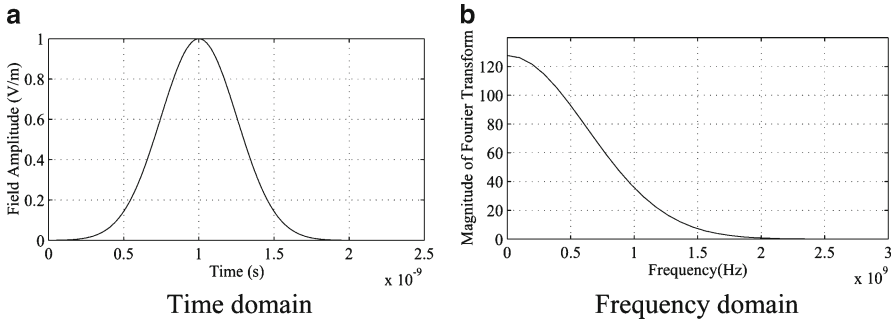 a
Field Amplitude (V/m)
1
0.8
0.6
0.4
0.2
0
0 0.5 1 1.5 2 2.5
Time (s)
x 10-9
Time domain
b
Magnitude of Fourier Transform
120
100
80
60
40
20
0
0 0.5 1 1.5 2 2.5 3
Frequency(Hz)
x 109
Frequency domain